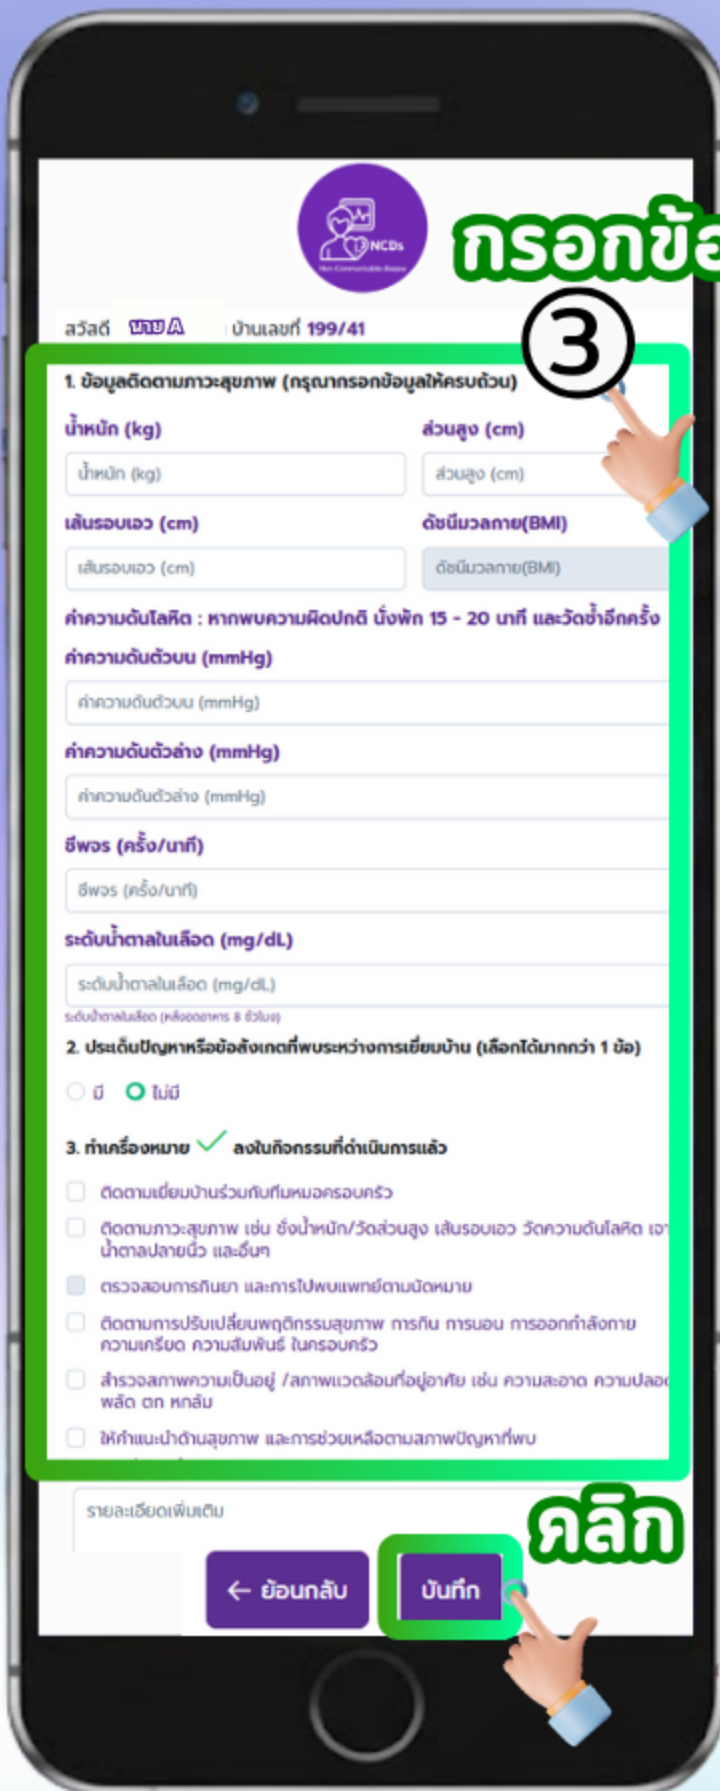 NCDs
Non-Communicable disease
กรอกข้อ
3
สวัสดี นาย A บ้านเลขที่ 199/41
1. ข้อมูลติดตามภาวะสุขภาพ (กรุณากรอกข้อมูลให้ครบถ้วน)
น้ำหนัก (kg) ส่วนสูง (cm)
น้ำหนัก (kg) ส่วนสูง (cm)
เส้นรอบเอว (cm) ดัชนีมวลกาย(BMI)
เส้นรอบเอว (cm) ดัชนีมวลกาย(BMI)
ค่าความดันโลหิต : หากพบความผิดปกติ นั่งพัก 15 - 20 นาที และวัดซ้ำอีกครั้ง
ค่าความดันตัวบน (mmHg)
ค่าความดันตัวบน (mmHg)
ค่าความดันตัวล่าง (mmHg)
ค่าความดันตัวล่าง (mmHg)
ชีพจร (ครั้ง/นาที)
ชีพจร (ครั้ง/นาที)
ระดับน้ำตาลในเลือด (mg/dL)
ระดับน้ำตาลในเลือด (mg/dL)
ระดับน้ำตาลในเลือด (หลังอดอาหาร 8 ชั่วโมง)
2. ประเด็นปัญหาหรือข้อสังเกตที่พบระหว่างการเยี่ยมบ้าน (เลือกได้มากกว่า 1 ข้อ)
มี ไม่มี
3. ทำเครื่องหมาย ✓ ลงในกิจกรรมที่ดำเนินการแล้ว
ติดตามเยี่ยมบ้านร่วมกับทีมหมอครอบครัว
ติดตามภาวะสุขภาพ เช่น ชั่งน้ำหนัก/วัดส่วนสูง เส้นรอบเอว วัดความดันโลหิต เจา
น้ำตาลปลายนิ้ว และอื่นๆ
ตรวจสอบการกินยา และการไปพบแพทย์ตามนัดหมาย
ติดตามการปรับเปลี่ยนพฤติกรรมสุขภาพ การกิน การนอน การออกกำลังกาย
ความเครียด ความสัมพันธ์ ในครอบครัว
สำรวจสภาพความเป็นอยู่ /สภาพแวดล้อมที่อยู่อาศัย เช่น ความสะอาด ความปลอด
พลัด ตก หกล้ม
ให้คำแนะนำด้านสุขภาพ และการช่วยเหลือตามสภาพปัญหาที่พบ
รายละเอียดเพิ่มเติม
คลิก
← ย้อนกลับ บันทึก